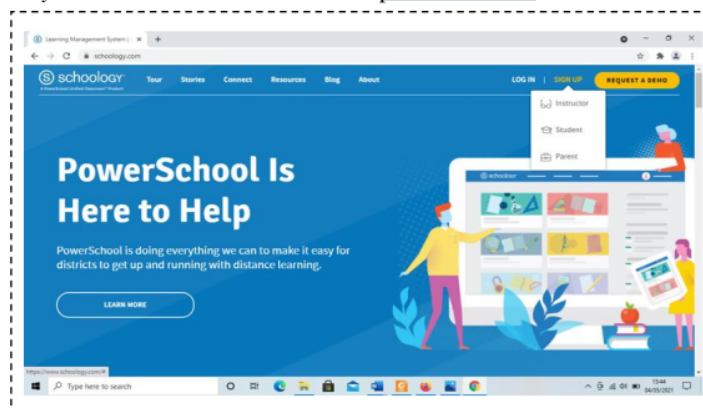 Learning Management System |
schoology.com
schoology
A PowerSchool Unified Classroom Product
Tour Stories Connect Resources Blog About
LOG IN | SIGN UP REQUEST A DEMO
Instructor
Student
Parent
PowerSchool Is
Here to Help
PowerSchool is doing everything we can to make it easy for
districts to get up and running with distance learning.
LEARN MORE
schoology
https://www.schoology.com/#
Type here to search
15:44
04/05/2021